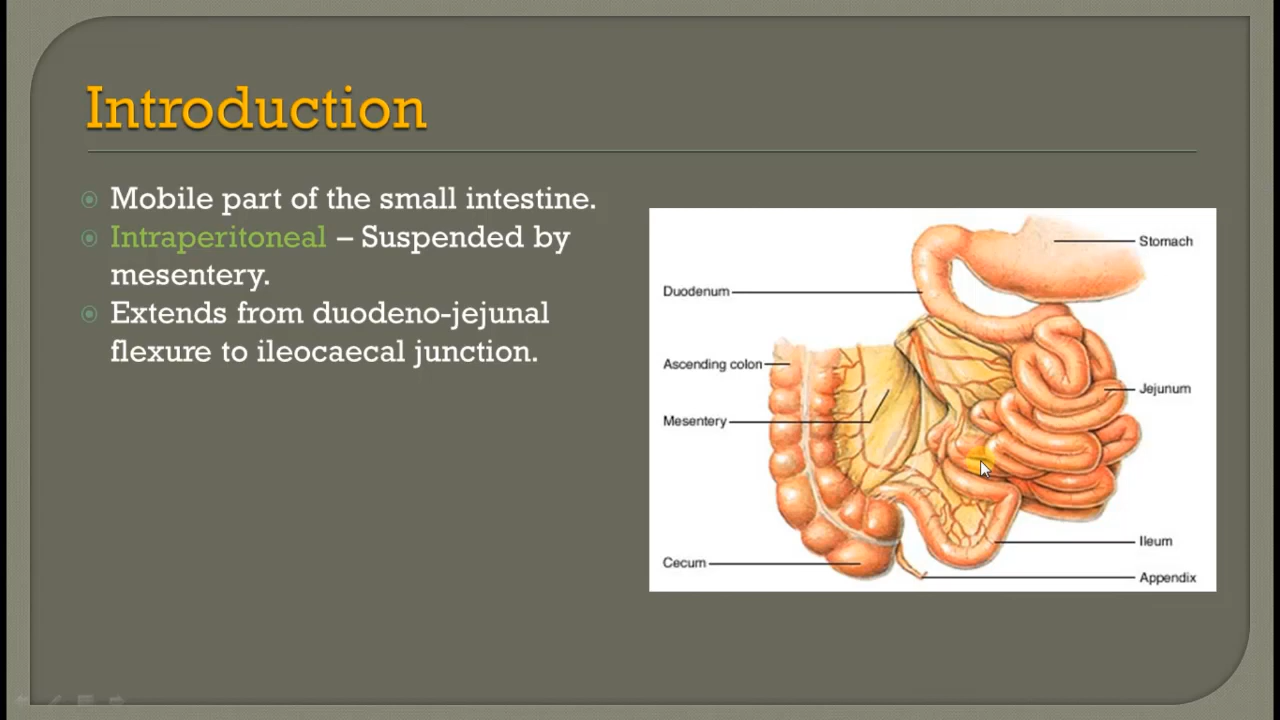 Introduction
Mobile part of the small intestine.
Intraperitoneal – Suspended by
mesentery.
Extends from duodeno-jejunal
flexure to ileocaecal junction.
Stomach
Duodenum
Ascending colon
Jejunum
Mesentery
Ileum
Cecum
Appendix